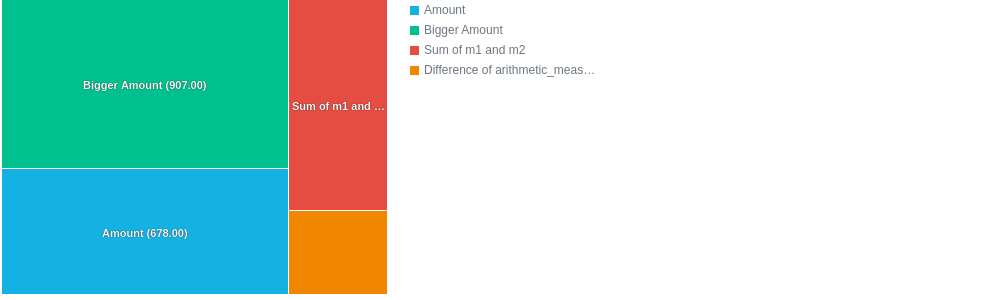 Bigger Amount (907.00)
Amount (678.00)
Sum of m1 and …
Amount
Bigger Amount
Sum of m1 and m2
Difference of arithmetic_meas…